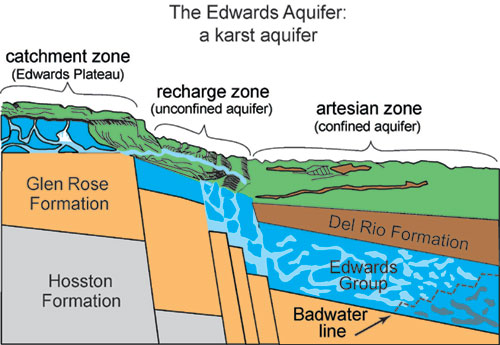 The Edwards Aquifer:
a karst aquifer
catchment zone
(Edwards Plateau)
recharge zone
(unconfined aquifer)
artesian zone
(confined aquifer)
Glen Rose
Formation
Del Rio Formation
Hosston
Formation
Edwards
Group
Badwater
line